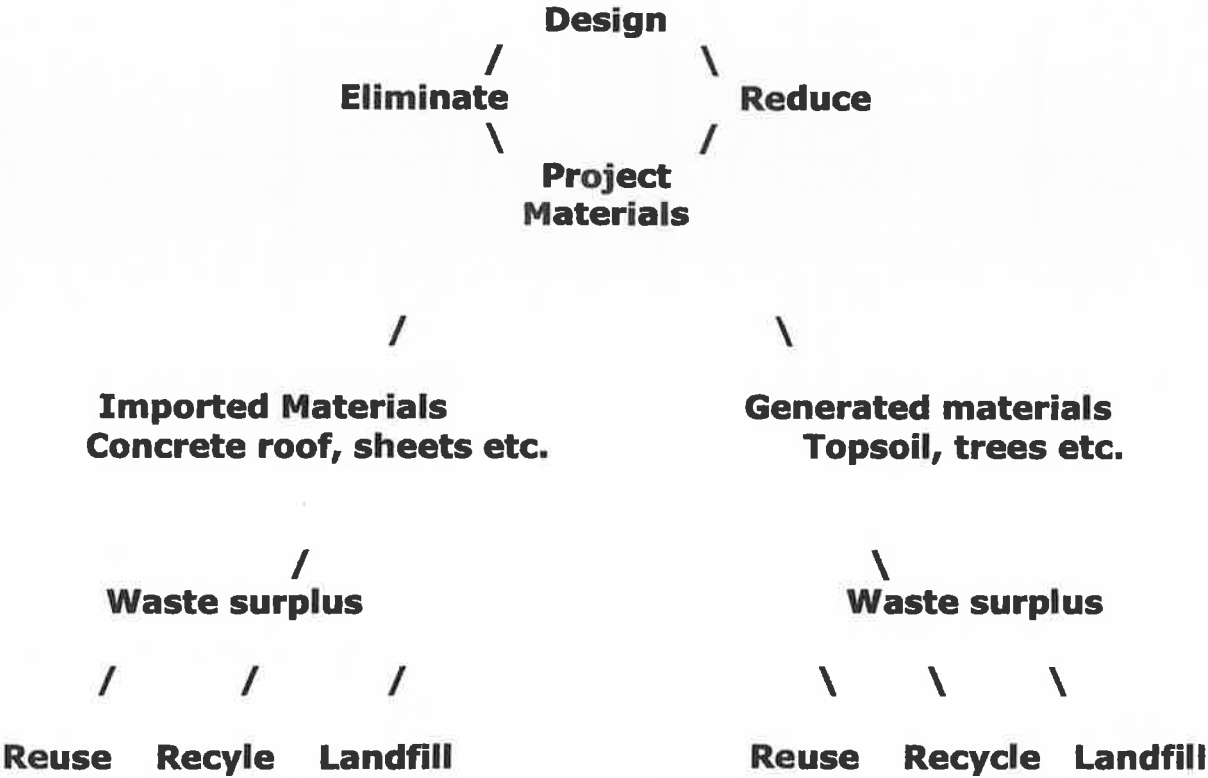 Design
/ \
Eliminate Reduce
\ /
Project
Materials
/ \
Imported Materials Generated materials
Concrete roof, sheets etc. Topsoil, trees etc.
/ \
Waste surplus Waste surplus
/ / / \ \ \
Reuse Recyle Landfill Reuse Recycle Landfill